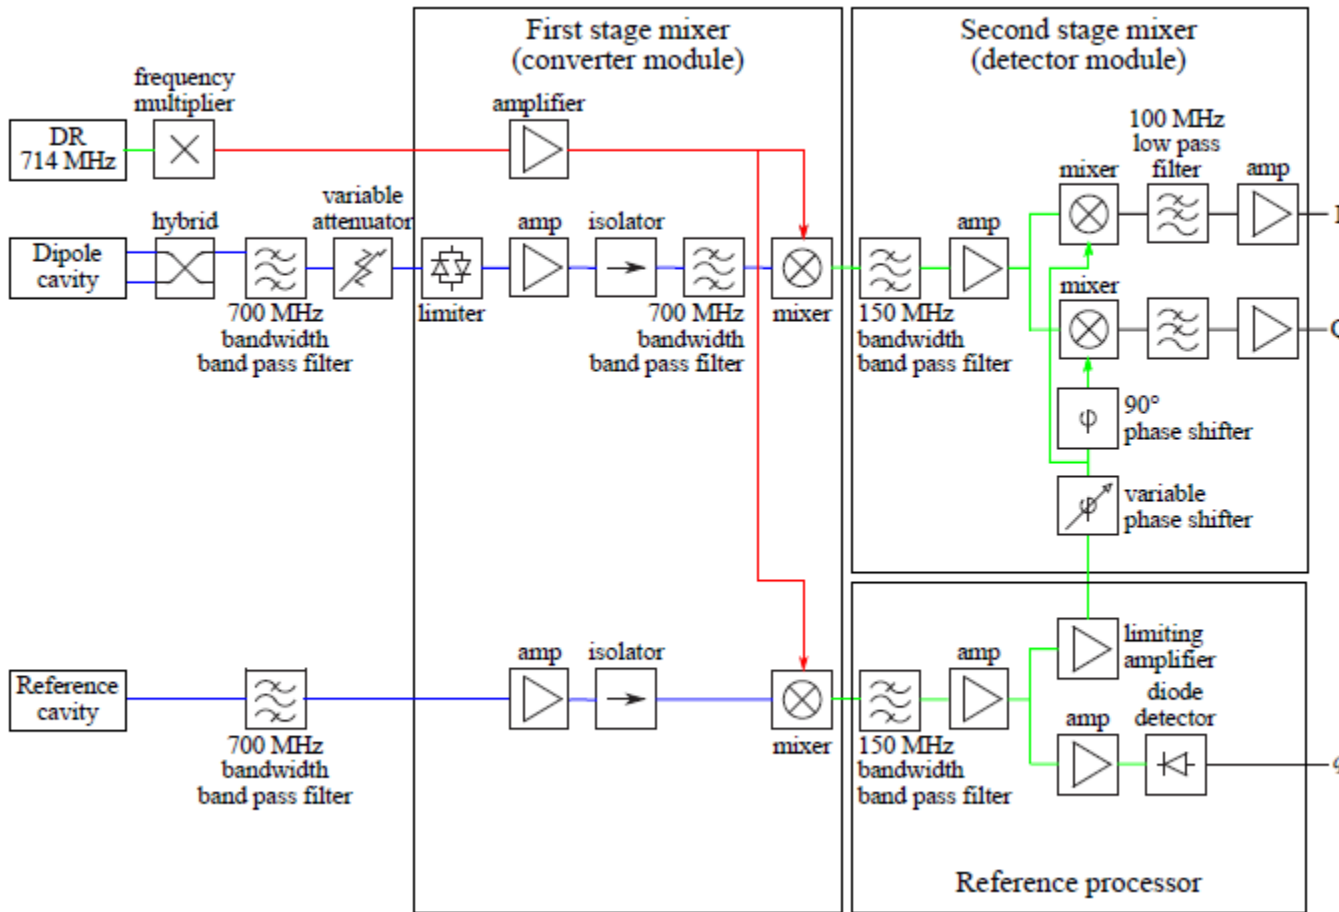 First stage mixer
(converter module)
Second stage mixer
(detector module)
frequency
multiplier
amplifier
DR
714 MHz
100 MHz
low pass
filter
mixer
amp
I
variable
attenuator
hybrid
amp
isolator
amp
Dipole
cavity
700 MHz
bandwidth
band pass filter
limiter
700 MHz
bandwidth
band pass filter
mixer
150 MHz
bandwidth
band pass filter
mixer
φ
90°
phase shifter
φ
variable
phase shifter
Reference
cavity
700 MHz
bandwidth
band pass filter
amp
isolator
mixer
amp
150 MHz
bandwidth
band pass filter
limiting
amplifier
diode
detector
amp
Reference processor